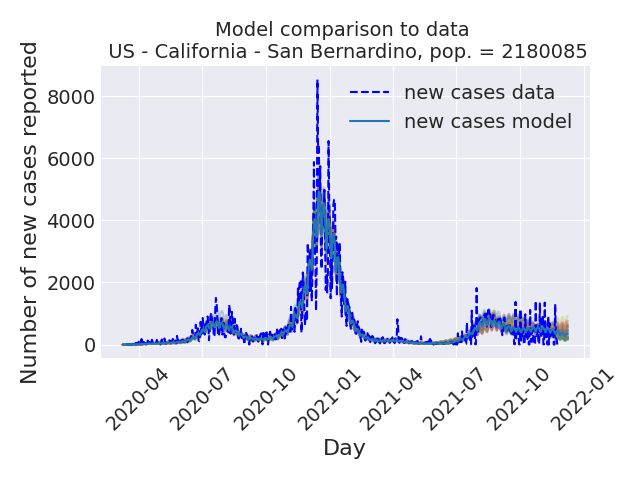 Model comparison to data
US - California - San Bernardino, pop. = 2180085
Number of new cases reported
8000
6000
4000
2000
0
new cases data
new cases model
2020-04
2020-07
2020-10
2021-01
2021-04
2021-07
2021-10
2022-01
Day